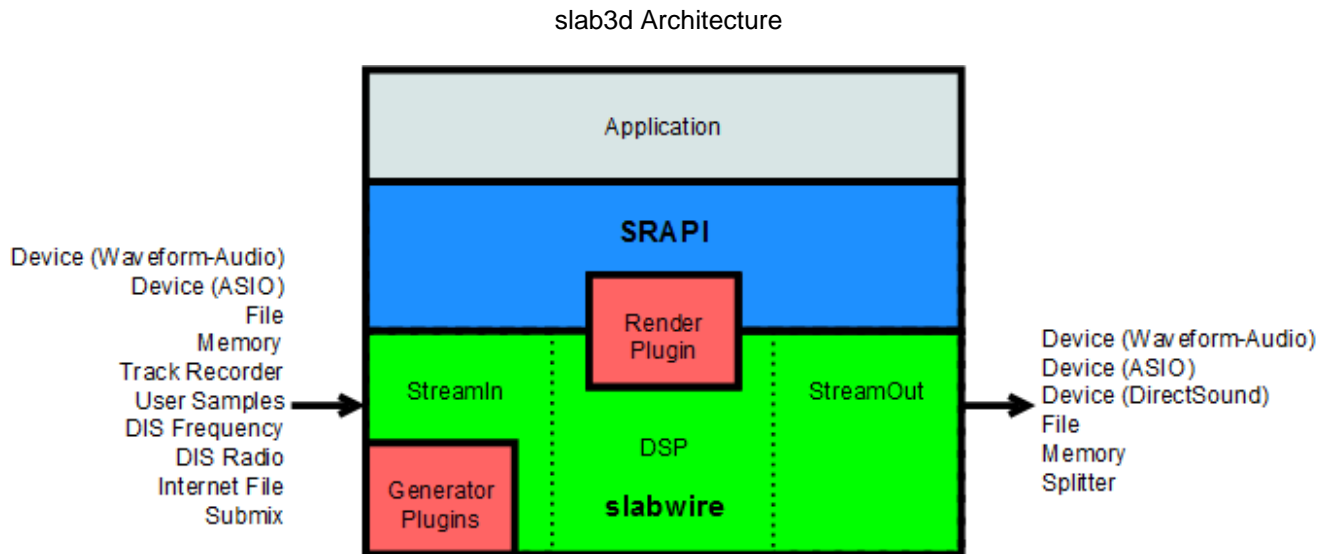 slab3d Architecture
Application
SRAPI
Render
Plugin
Device (Waveform-Audio)
Device (ASIO)
File
Memory
Track Recorder
User Samples
DIS Frequency
DIS Radio
Internet File
Submix
StreamIn
Generator
Plugins
DSP
slabwire
StreamOut
Device (Waveform-Audio)
Device (ASIO)
Device (DirectSound)
File
Memory
Splitter